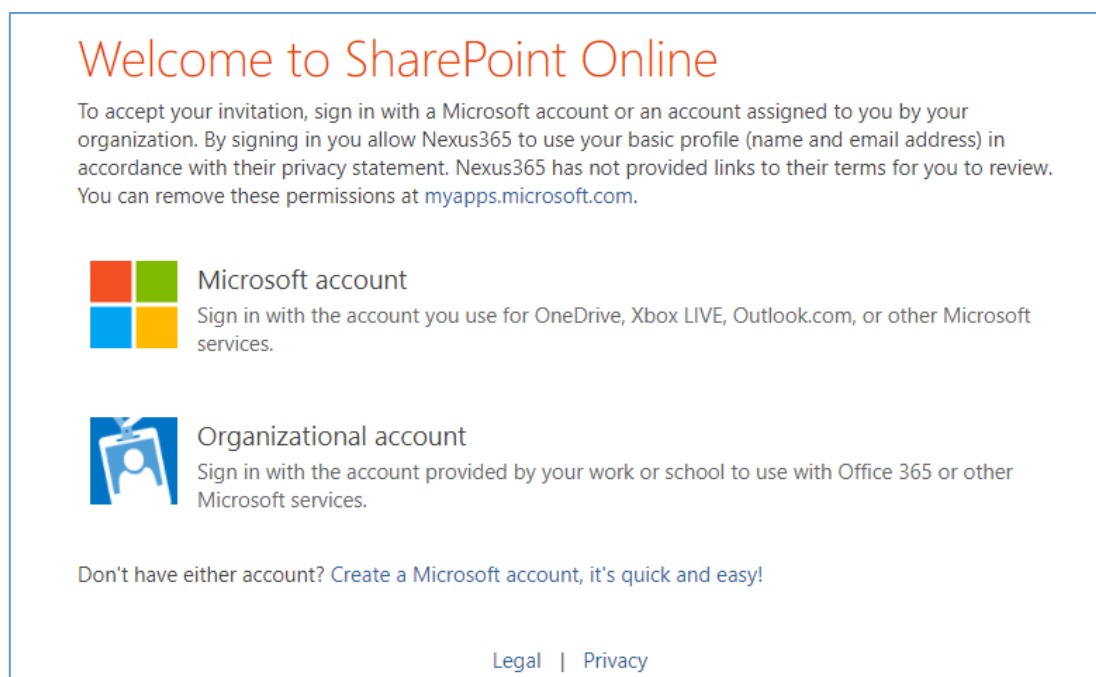 Welcome to SharePoint Online
To accept your invitation, sign in with a Microsoft account or an account assigned to you by your
organization. By signing in you allow Nexus365 to use your basic profile (name and email address) in
accordance with their privacy statement. Nexus365 has not provided links to their terms for you to review.
You can remove these permissions at myapps.microsoft.com.
Microsoft account
Sign in with the account you use for OneDrive, Xbox LIVE, Outlook.com, or other Microsoft
services.
Organizational account
Sign in with the account provided by your work or school to use with Office 365 or other
Microsoft services.
Don't have either account? Create a Microsoft account, it's quick and easy!
Legal | Privacy